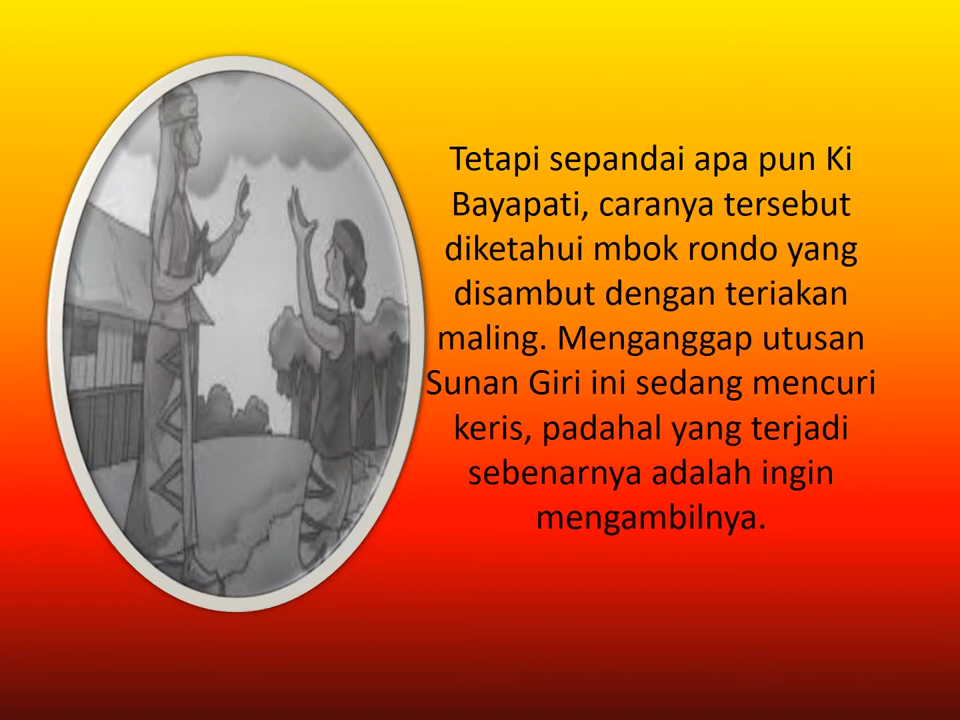 Tetapi sepandai apa pun Ki
Bayapati, caranya tersebut
diketahui mbok rondo yang
disambut dengan teriakan
maling. Menganggap utusan
Sunan Giri ini sedang mencuri
keris, padahal yang terjadi
sebenarnya adalah ingin
mengambilnya.